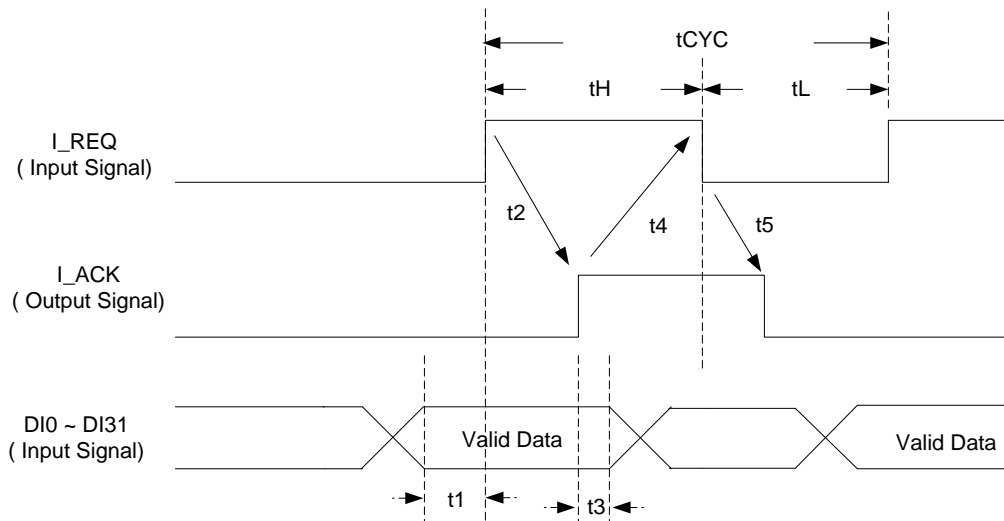 tCYC
tH
tL
I_REQ
( Input Signal)
t2
t4
t5
I_ACK
( Output Signal)
DI0 ~ DI31
( Input Signal)
Valid Data
Valid Data
t1
t3